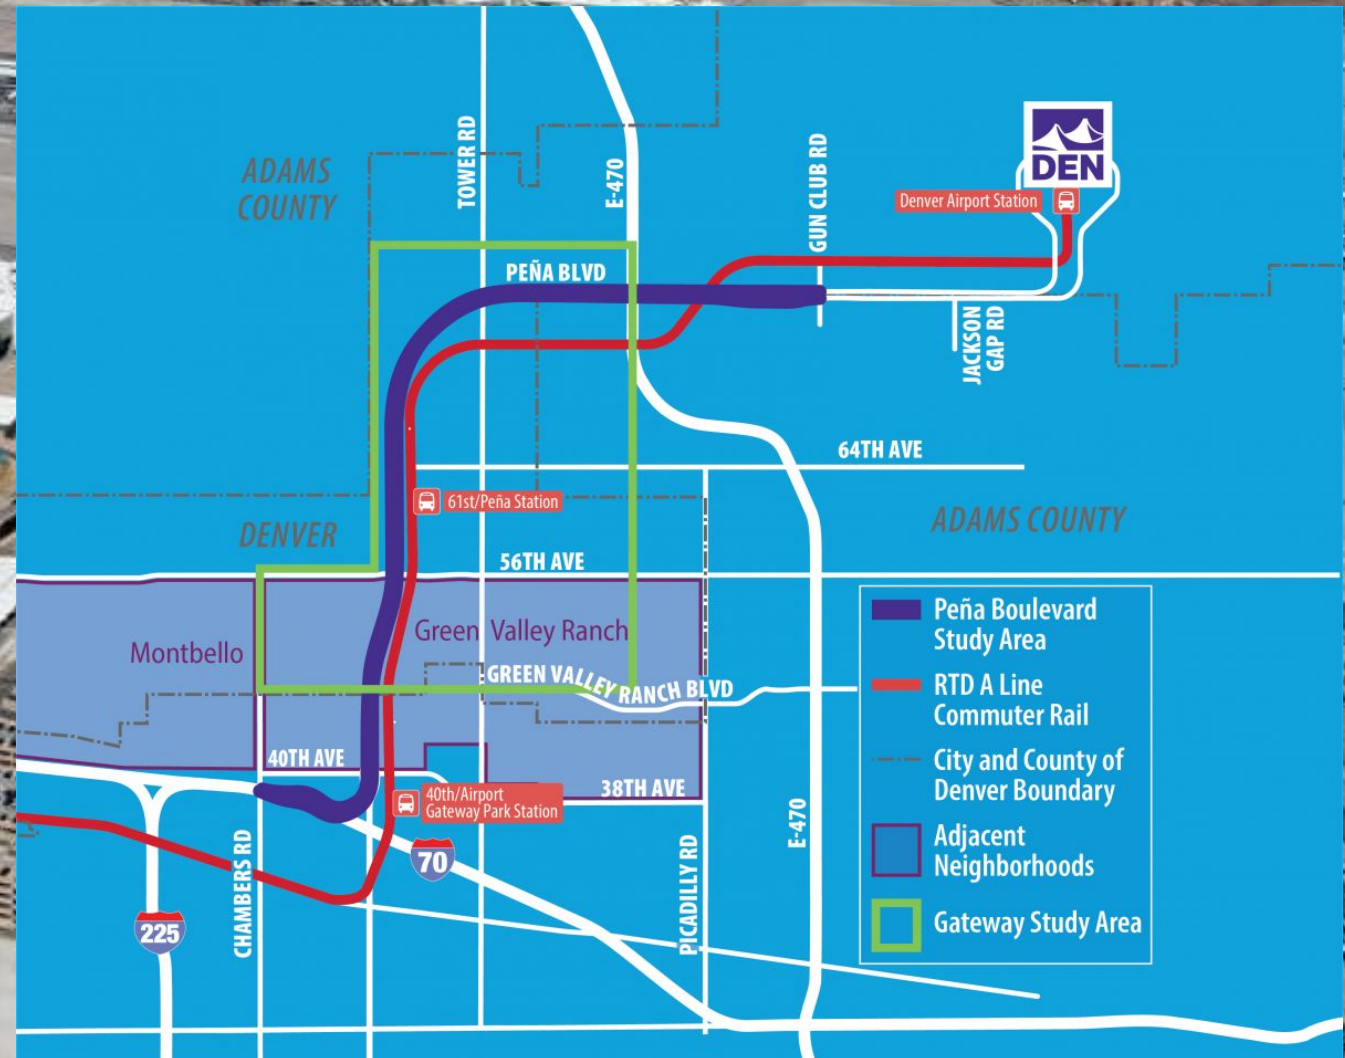 ADAMS
COUNTY
TOWER RD
E-470
GUN CLUB RD
DEN
Denver Airport Station
PEÑA BLVD
JACKSON
GAP RD
64TH AVE
61st/Peña Station
DENVER
ADAMS COUNTY
56TH AVE
Montbello
Green Valley Ranch
GREEN VALLEY RANCH BLVD
40TH AVE
38TH AVE
40th/Airport
Gateway Park Station
CHAMBERS RD
70
225
PICADILLY RD
E-470
Peña Boulevard
Study Area
RTD A Line
Commuter Rail
City and County of
Denver Boundary
Adjacent
Neighborhoods
Gateway Study Area